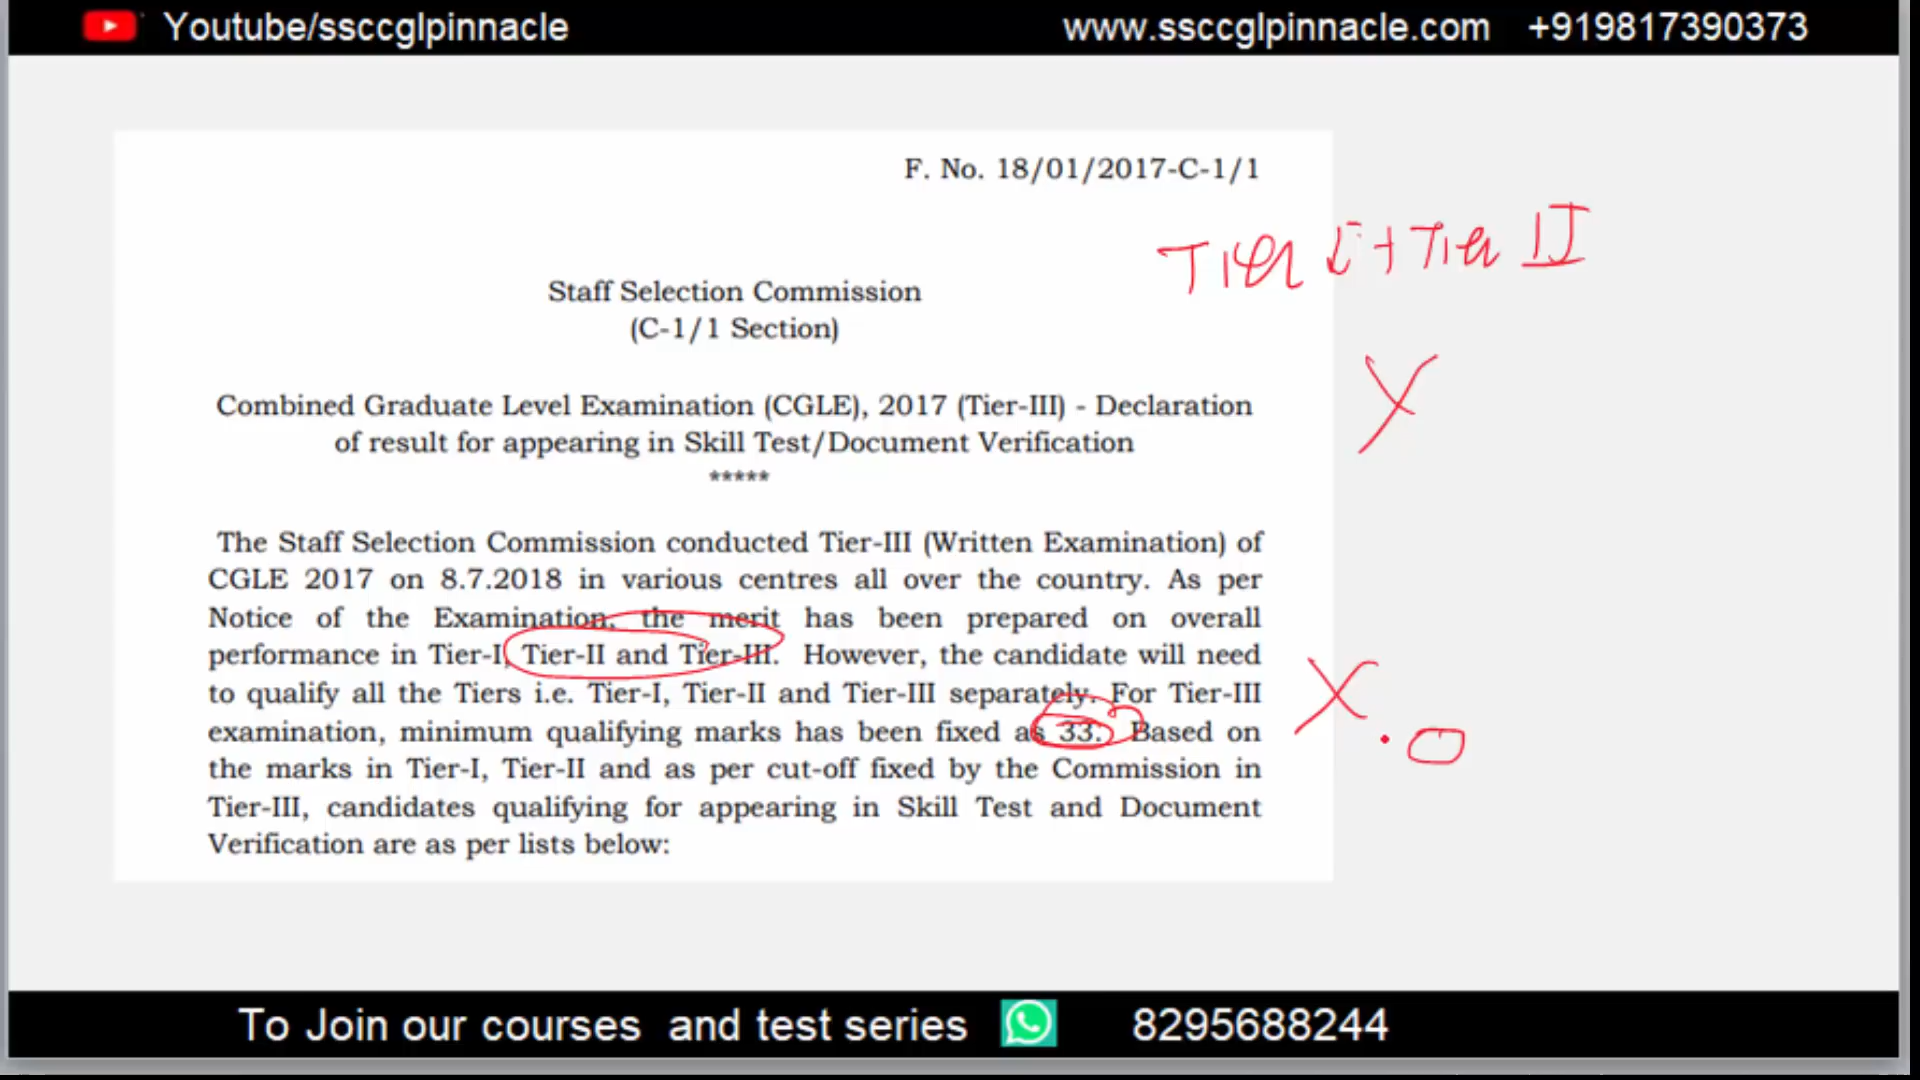 Youtube/ssccglpinnacle www.ssccglpinnacle.com +919817390373
F. No. 18/01/2017-C-1/1
Tier I + Tier II
Staff Selection Commission
(C-1/1 Section)
X
Combined Graduate Level Examination (CGLE), 2017 (Tier-III) - Declaration
of result for appearing in Skill Test/Document Verification
*****
The Staff Selection Commission conducted Tier-III (Written Examination) of
CGLE 2017 on 8.7.2018 in various centres all over the country. As per
Notice of the Examination, the merit has been prepared on overall
performance in Tier-I, Tier-II and Tier-III. However, the candidate will need
to qualify all the Tiers i.e. Tier-I, Tier-II and Tier-III separately. For Tier-III
X
examination, minimum qualifying marks has been fixed as 33. Based on
the marks in Tier-I, Tier-II and as per cut-off fixed by the Commission in
Tier-III, candidates qualifying for appearing in Skill Test and Document
Verification are as per lists below:
To Join our courses and test series 8295688244